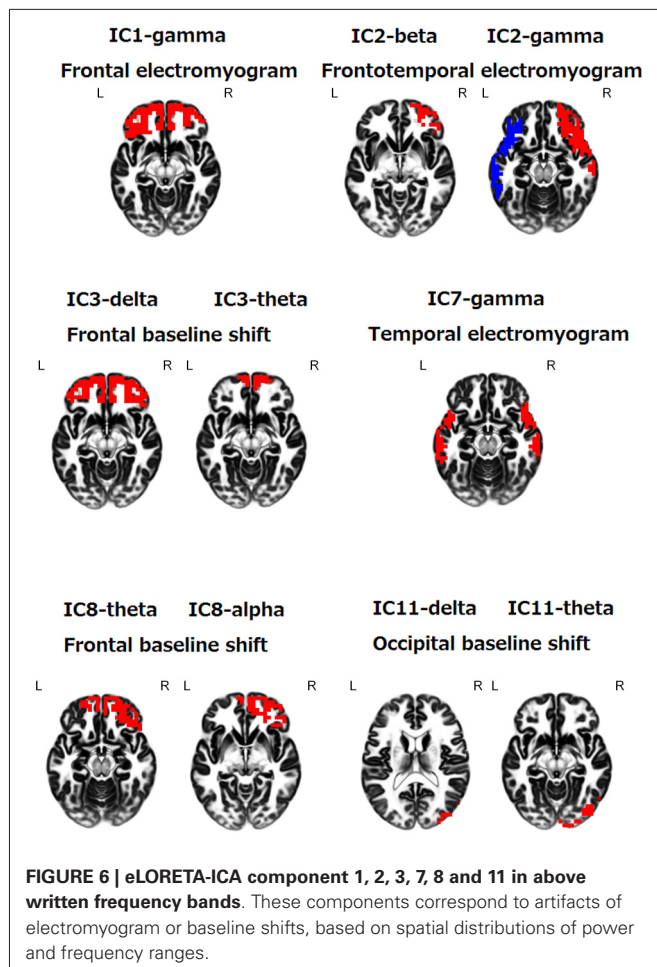 IC1-gamma
Frontal electromyogram
L R
IC2-beta IC2-gamma
Frontotemporal electromyogram
L R L R
IC3-delta IC3-theta
Frontal baseline shift
L R L R
IC7-gamma
Temporal electromyogram
L R
IC8-theta IC8-alpha
Frontal baseline shift
L R L R
IC11-delta IC11-theta
Occipital baseline shift
L R L R
FIGURE 6 | eLORETA-ICA component 1, 2, 3, 7, 8 and 11 in above
written frequency bands. These components correspond to artifacts of
electromyogram or baseline shifts, based on spatial distributions of power
and frequency ranges.